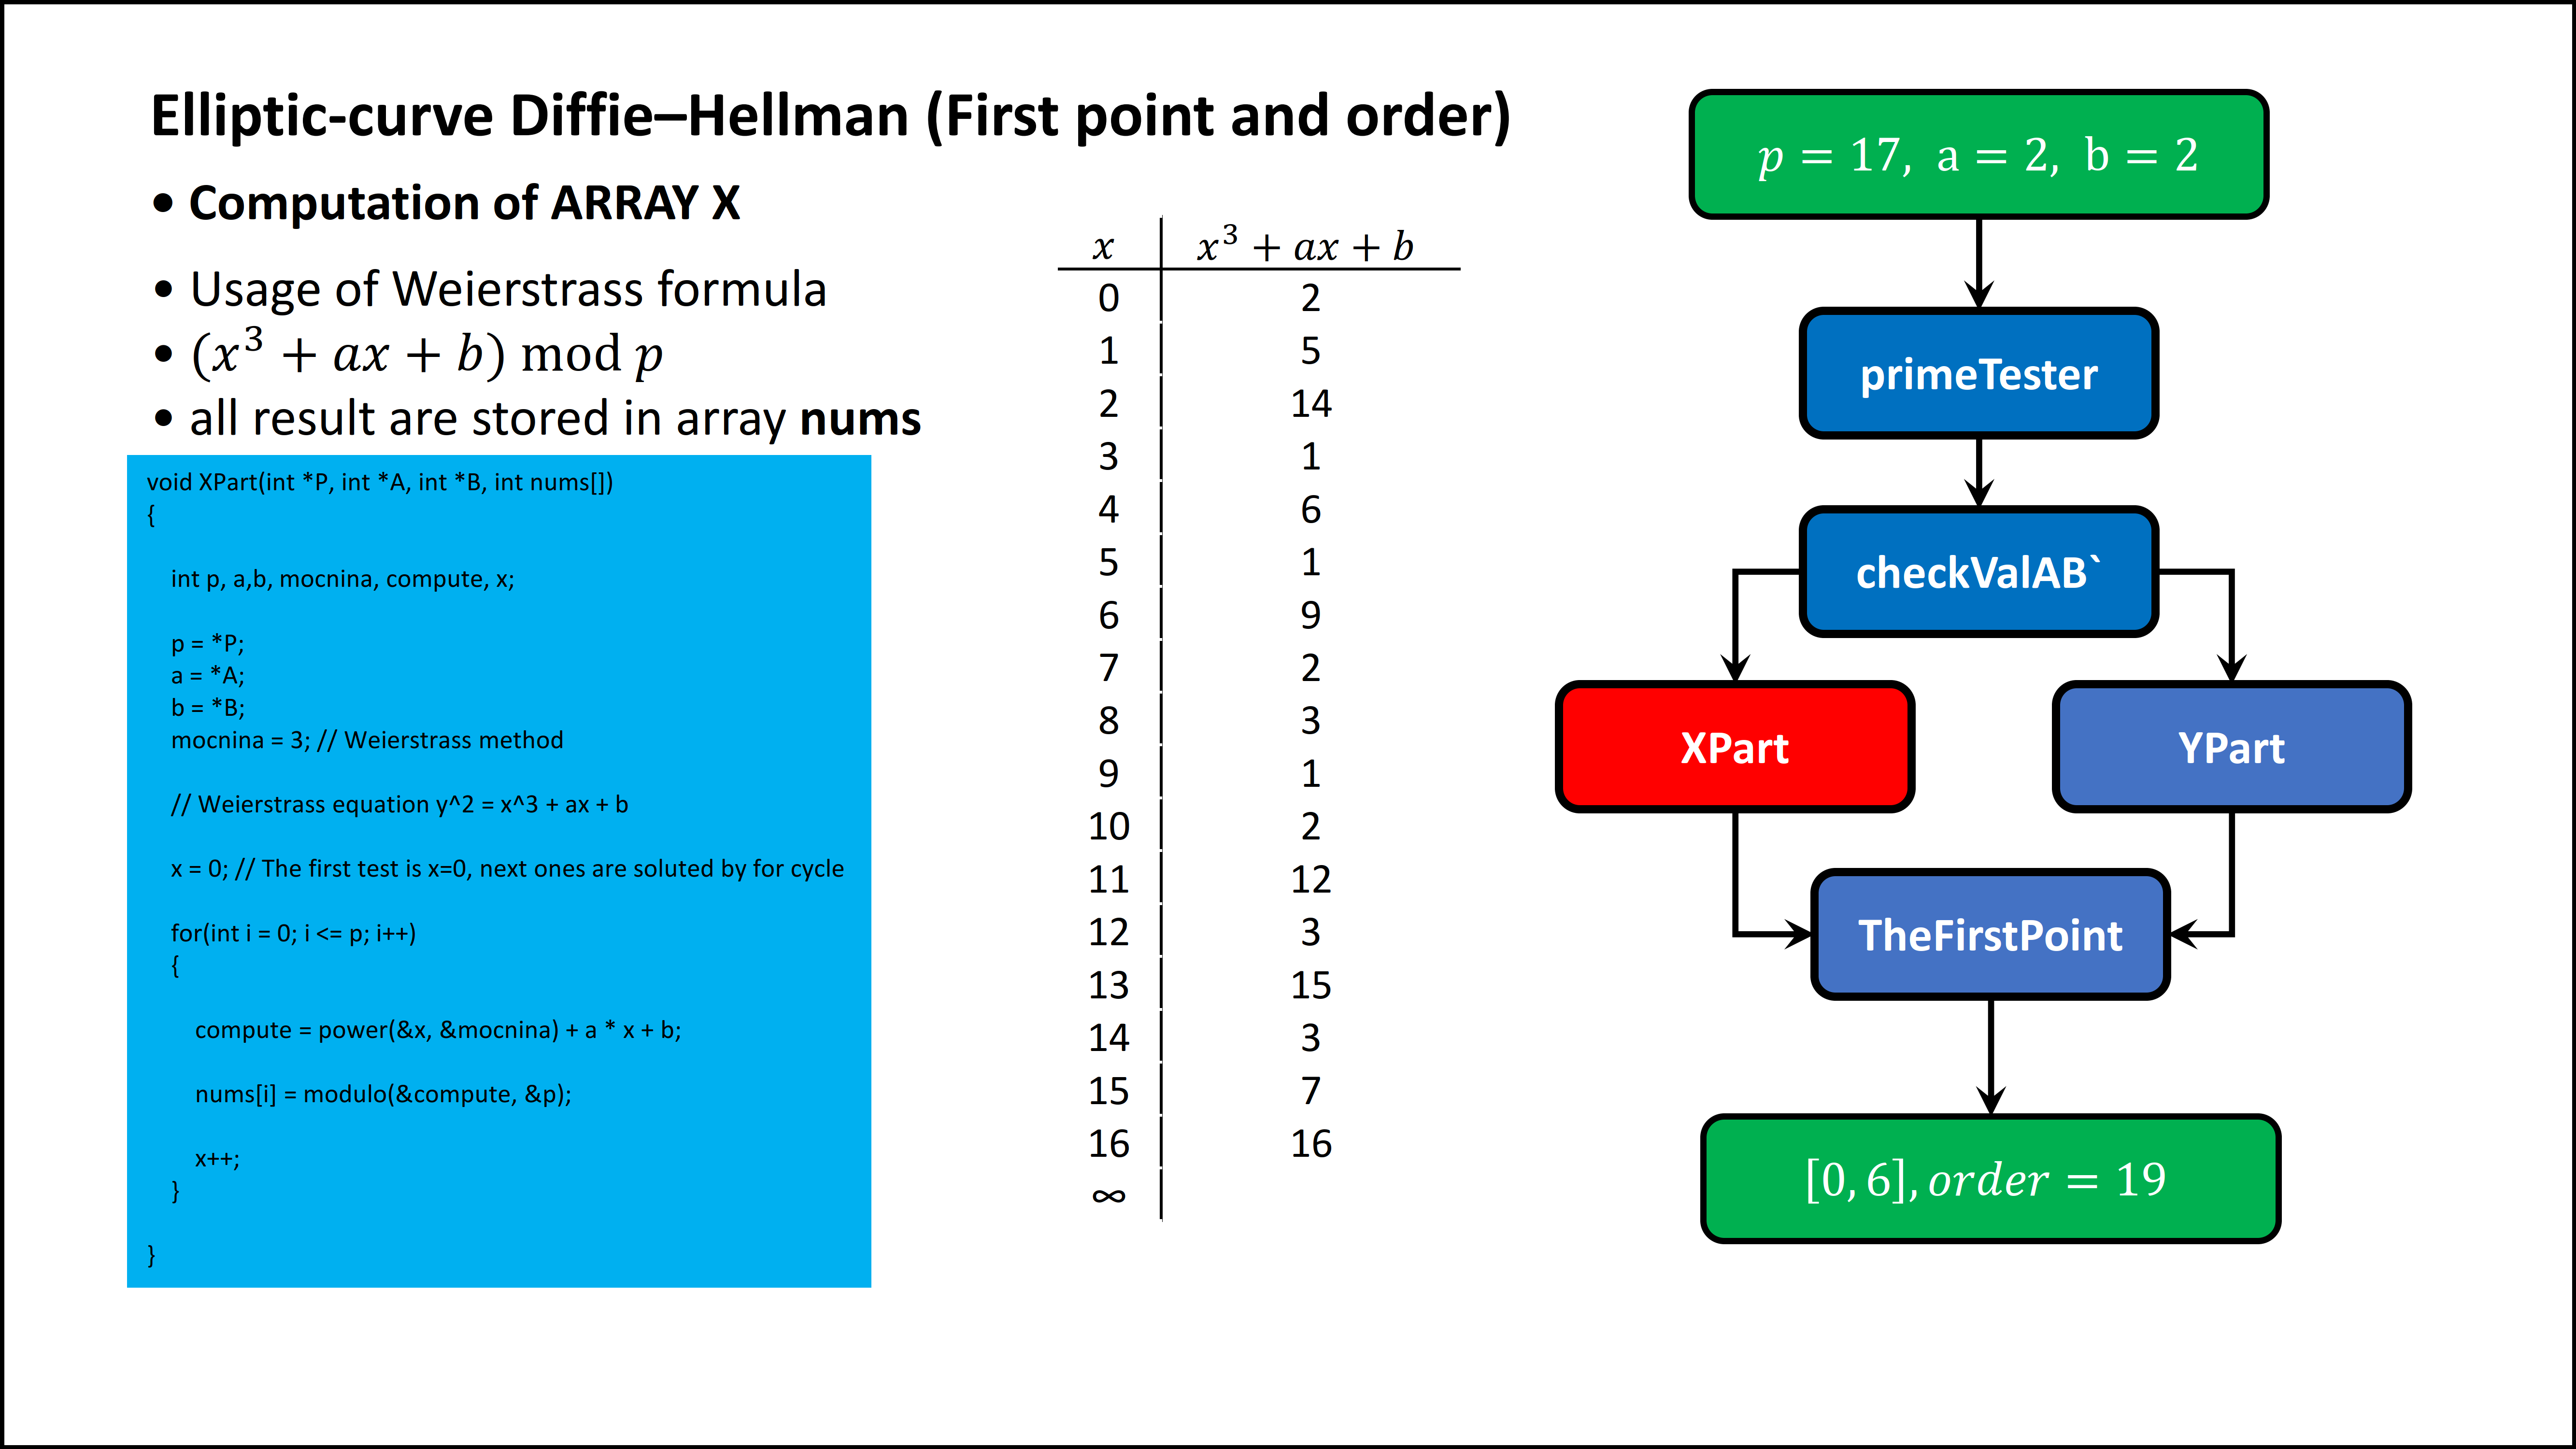 Elliptic-curve Diffie–Hellman (First point and order)
• Computation of ARRAY X
• Usage of Weierstrass formula
• (x³ + ax + b) mod p
• all result are stored in array nums
void XPart(int *P, int *A, int *B, int nums[])
{
int p, a,b, mocnina, compute, x;
p = *P;
a = *A;
b = *B;
mocnina = 3; // Weierstrass method
// Weierstrass equation y^2 = x^3 + ax + b
x = 0; // The first test is x=0, next ones are soluted by for cycle
for(int i = 0; i <= p; i++)
{
compute = power(&x, &mocnina) + a * x + b;
nums[i] = modulo(&compute, &p);
x++;
}
}
x x³ + ax + b
0 2
1 5
2 14
3 1
4 6
5 1
6 9
7 2
8 3
9 1
10 2
11 12
12 3
13 15
14 3
15 7
16 16
∞
p = 17, a = 2, b = 2
primeTester
checkValAB`
XPart
YPart
TheFirstPoint
[0, 6], order = 19